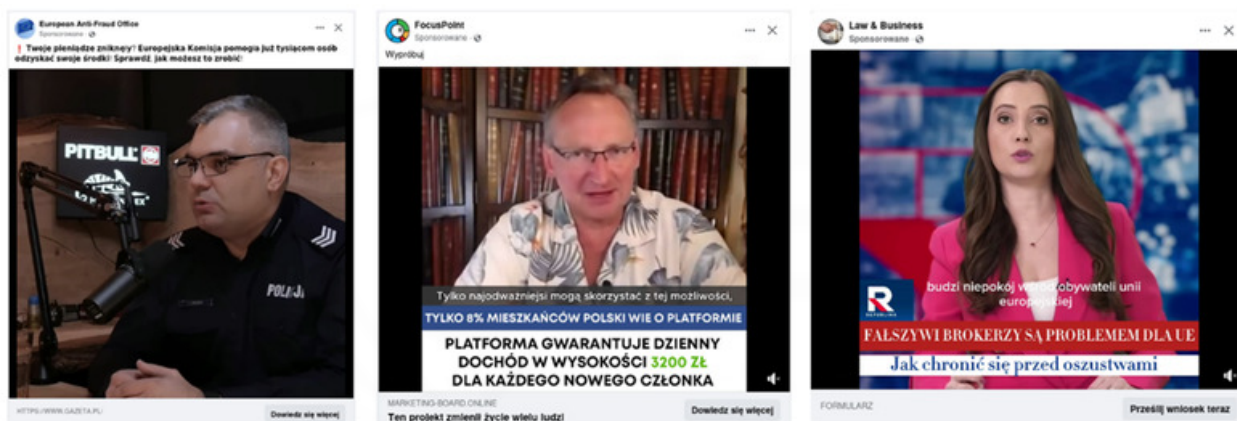 European Anti-Fraud Office
Sponsorowane
! Twoje pieniądze zniknęły? Europejska Komisja pomogła już tysiącom osób
odzyskać swoje środki! Sprawdź, jak możesz to zrobić!
PITBULL
POLICJA
HTTPS://WWW.GAZETA.PL/
Dowiedz się więcej
FocusPoint
Sponsorowane
Wypróbuj
Tylko najodważniejsi mogą skorzystać z tej możliwości,
TYLKO 8% MIESZKAŃCÓW POLSKI WIE O PLATFORMIE
PLATFORMA GWARANTUJE DZIENNY
DOCHÓD W WYSOKOŚCI 3200 ZŁ
DLA KAŻDEGO NOWEGO CZŁONKA
MARKETING-BOARD.ONLINE
Ten projekt zmienił życie wielu ludzi
Dowiedz się więcej
Law & Business
Sponsorowane
budzi niepokój wśród obywateli unii
europejskiej
R
REPUBLIKA
FAŁSZYWI BROKERZY SĄ PROBLEMEM DLA UE
Jak chronić się przed oszustwami
FORMULARZ
Prześlij wniosek teraz